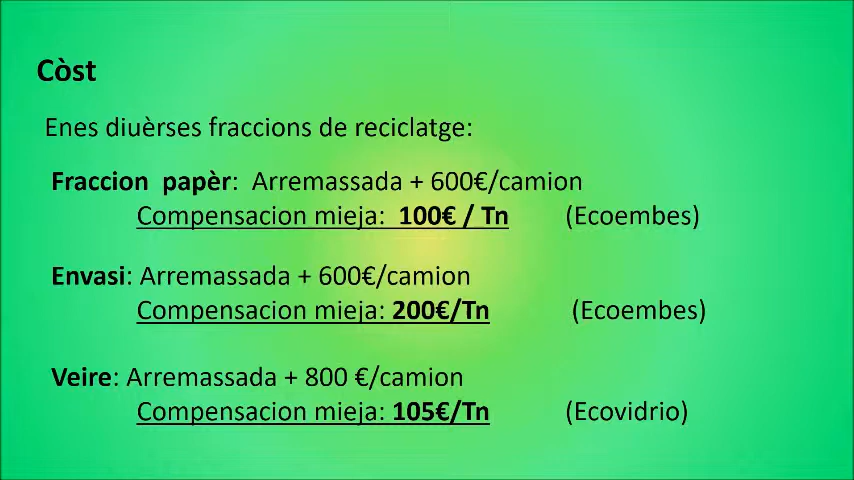 Còst
Enes diuèrses fraccions de reciclatge:
Fraccion papèr: Arremassada + 600€/camion
Compensacion mieja: 100€ / Tn (Ecoembes)
Envasi: Arremassada + 600€/camion
Compensacion mieja: 200€/Tn (Ecoembes)
Veire: Arremassada + 800 €/camion
Compensacion mieja: 105€/Tn (Ecovidrio)